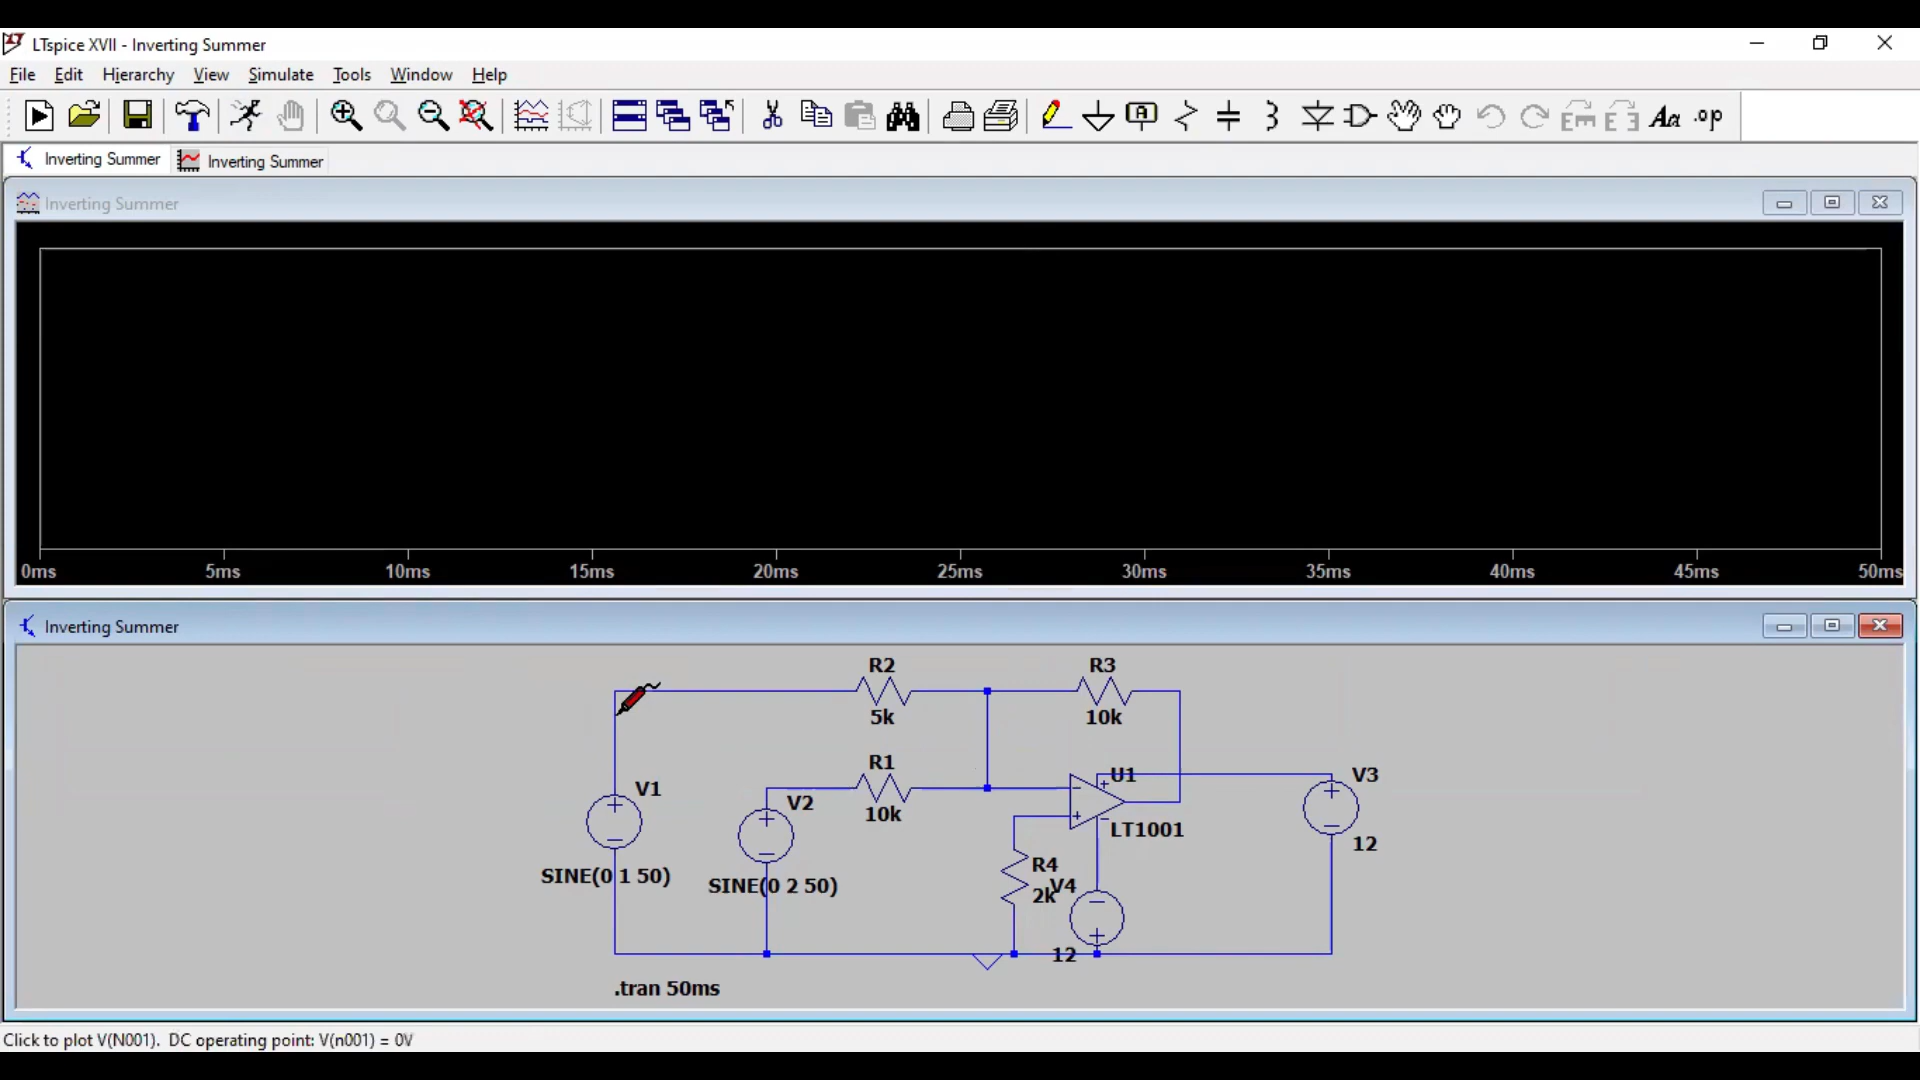 LTspice XVII - Inverting Summer
File Edit Hierarchy View Simulate Tools Window Help
Aa .op
Inverting Summer Inverting Summer
Inverting Summer
0ms 5ms 10ms 15ms 20ms 25ms 30ms 35ms 40ms 45ms 50ms
Inverting Summer
R2 R3
5k 10k
R1 U1 V3
V1 V2 10k LT1001 12
SINE(0 1 50) SINE(0 2 50) R4 V4
2k
12
.tran 50ms
Click to plot V(N001). DC operating point: V(n001) = 0V